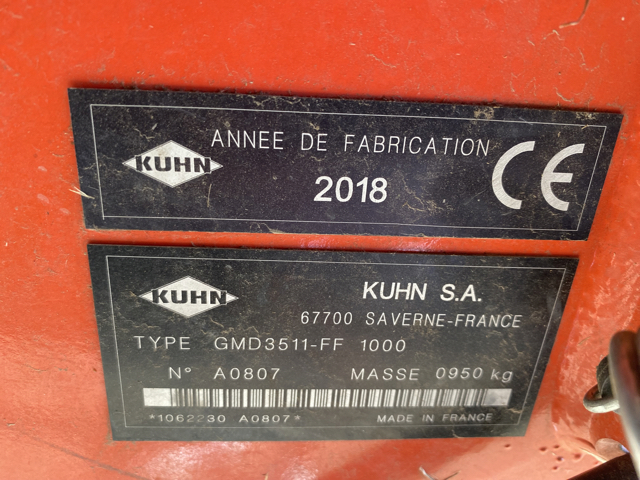 KUHN
ANNEE DE FABRICATION
2018
CE
KUHN
KUHN S.A.
67700 SAVERNE-FRANCE
TYPE GMD3511-FF 1000
N° A0807 MASSE 0950 kg
*1062230 A0807* MADE IN FRANCE